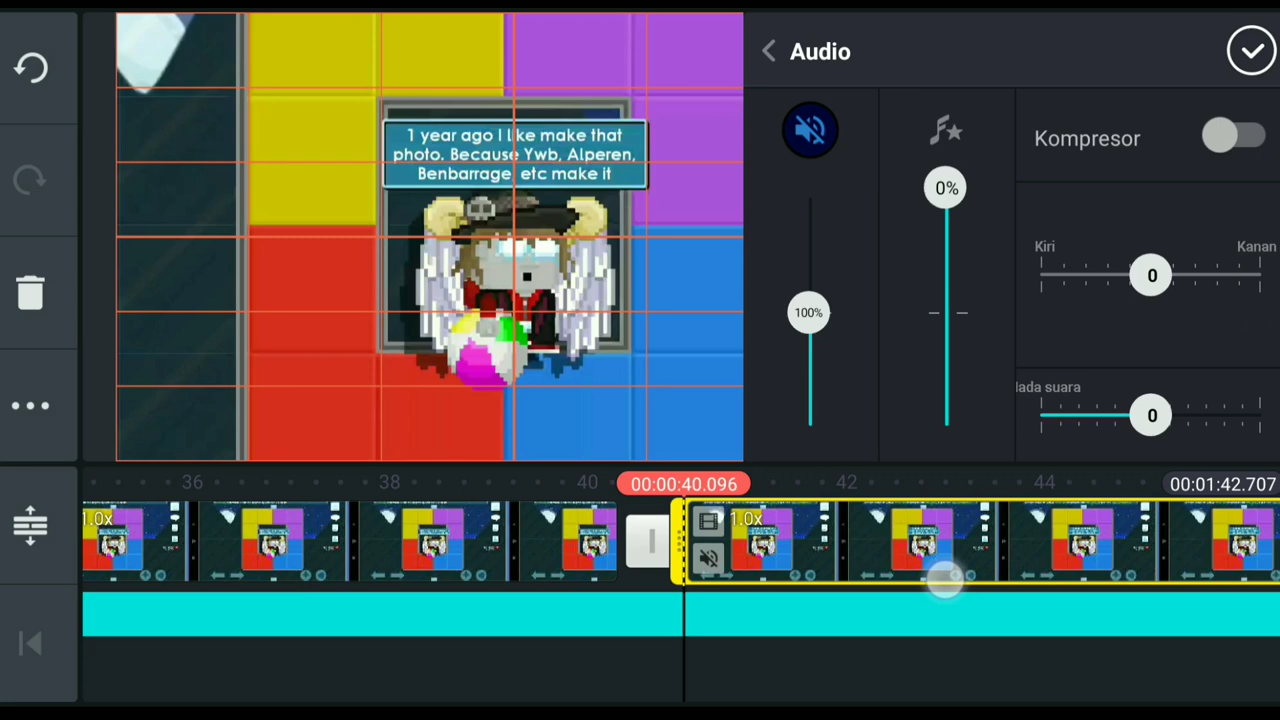 Audio
1 year ago I like make that
photo. Because Ywb, Alperen,
Benbarrage, etc make it
0%
Kompresor
Kiri
Kanan
0
100%
lada suara
0
36
38
40
00:00:40.096
42
44
00:01:42.707
1.0x
1.0x